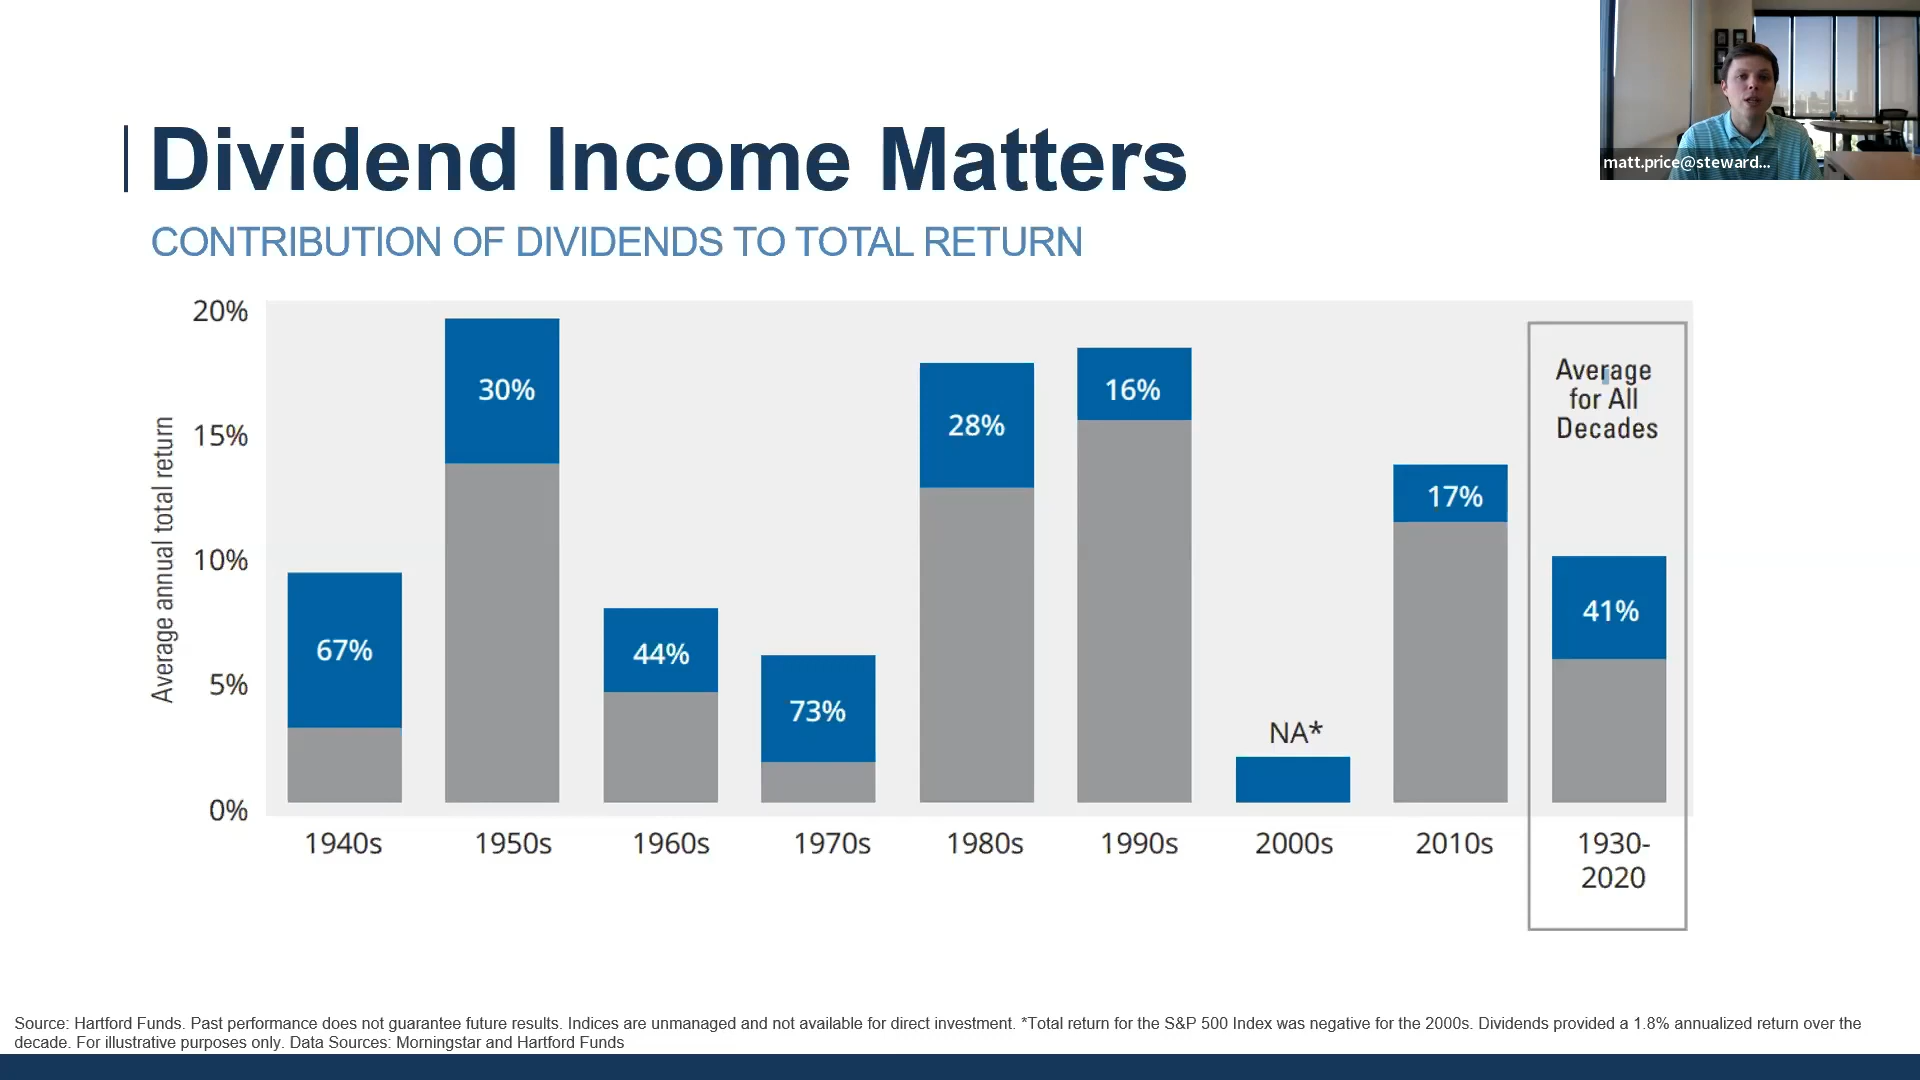 matt.price@steward...
Dividend Income Matters
CONTRIBUTION OF DIVIDENDS TO TOTAL RETURN
Average annual total return
20%
15%
10%
5%
0%
67%
30%
44%
73%
28%
16%
NA*
17%
Average
for All
Decades
41%
1940s
1950s
1960s
1970s
1980s
1990s
2000s
2010s
1930-
2020
Source: Hartford Funds. Past performance does not guarantee future results. Indices are unmanaged and not available for direct investment. *Total return for the S&P 500 Index was negative for the 2000s. Dividends provided a 1.8% annualized return over the
decade. For illustrative purposes only. Data Sources: Morningstar and Hartford Funds